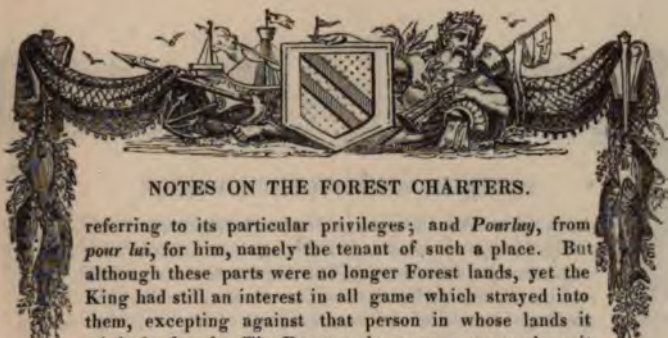 NOTES ON THE FOREST CHARTERS.
referring to its particular privileges; and Pourluy, from
pour lui, for him, namely the tenant of such a place. But
although these parts were no longer Forest lands, yet the
King had still an interest in all game which strayed into
them, excepting against that person in whose lands it